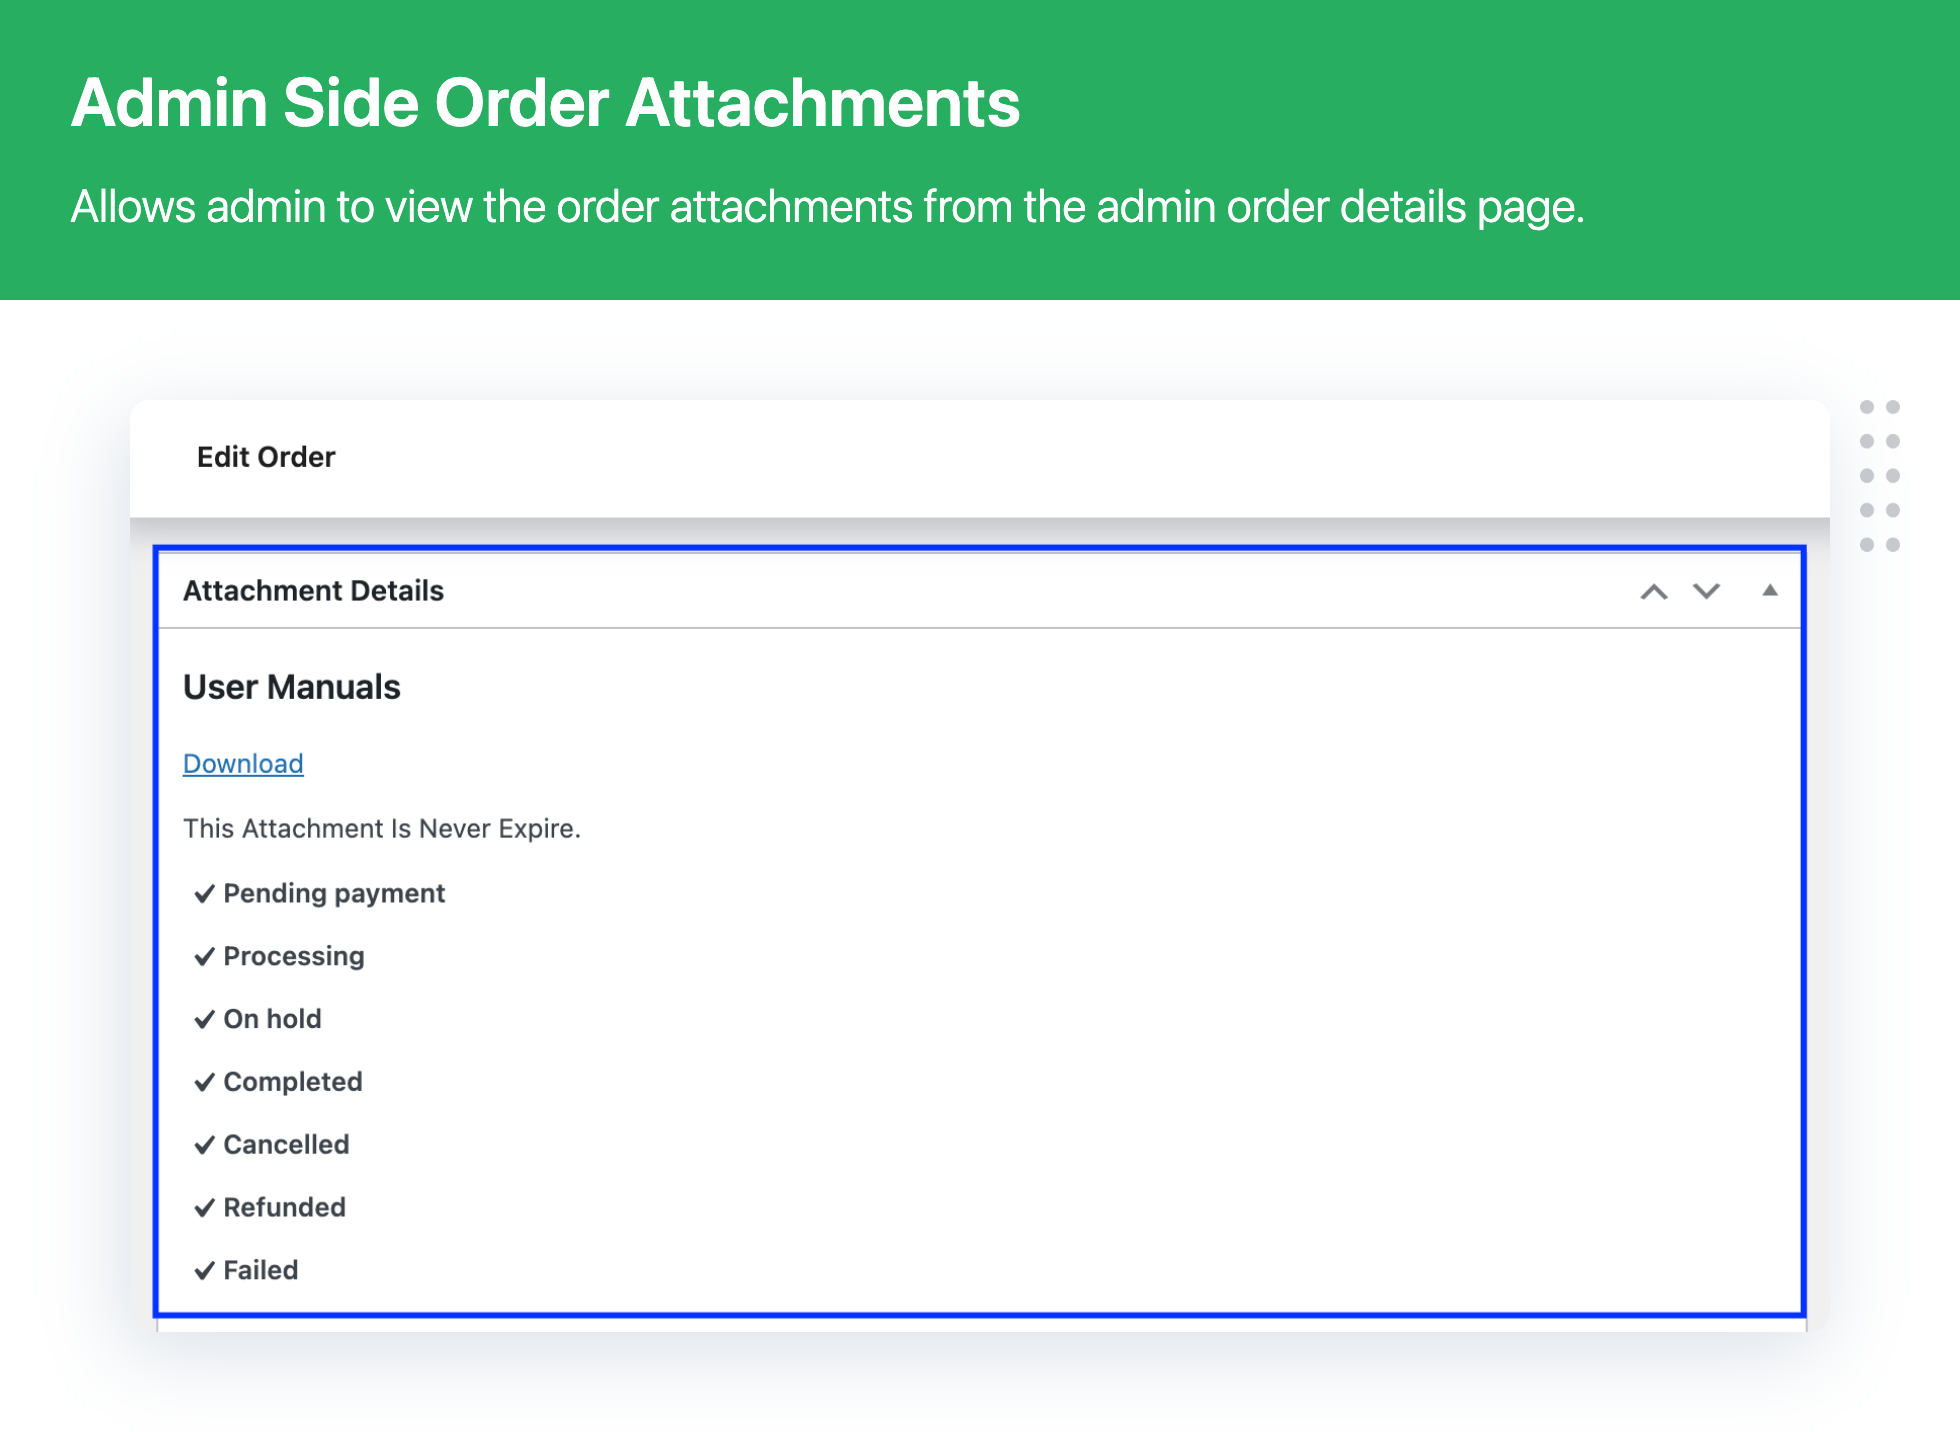 Admin Side Order Attachments
Allows admin to view the order attachments from the admin order details page.
Edit Order
Attachment Details
User Manuals
Download
This Attachment Is Never Expire.
✔ Pending payment
✔ Processing
✔ On hold
✔ Completed
✔ Cancelled
✔ Refunded
✔ Failed